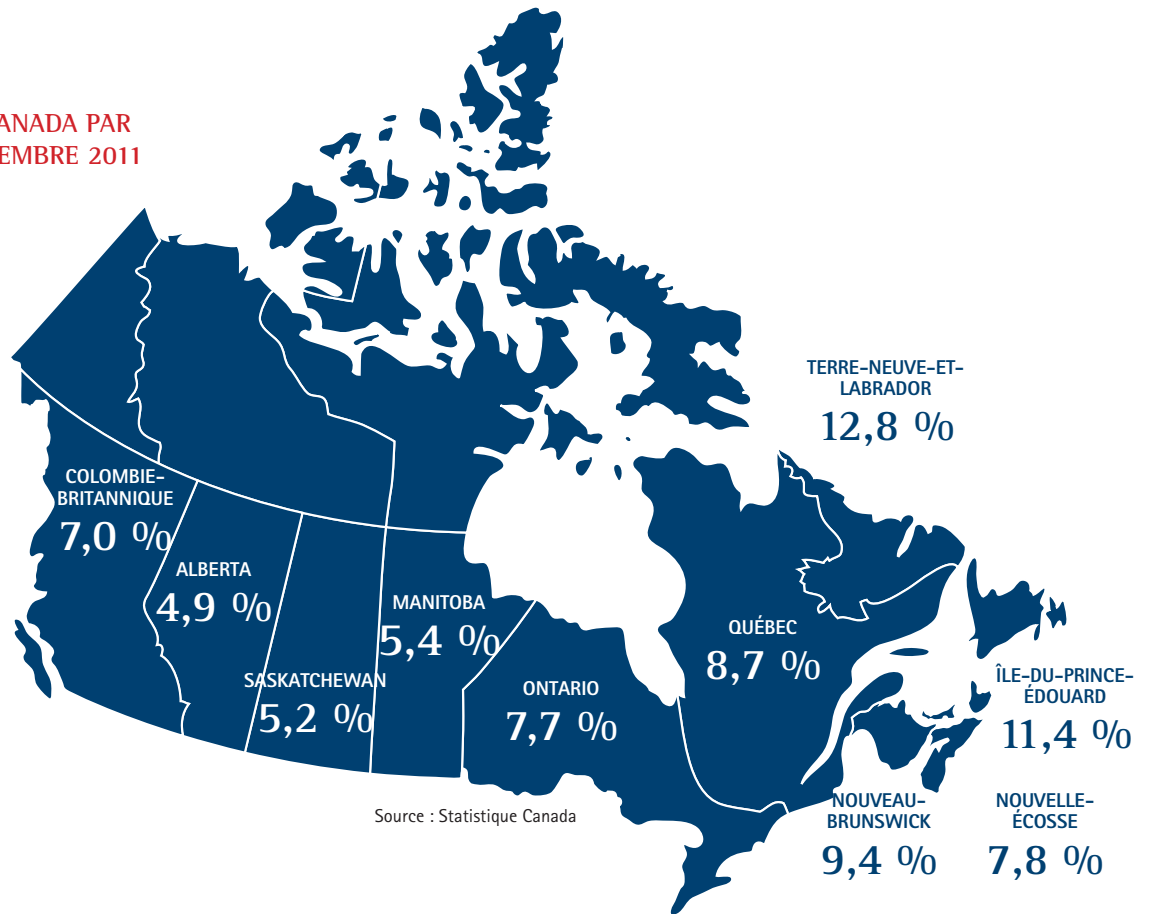 ANADA PAR
EMBRE 2011
TERRE-NEUVE-ET-
LABRADOR
12,8 %
COLOMBIE-
BRITANNIQUE
7,0 %
ALBERTA
4,9 %
SASKATCHEWAN
5,2 %
MANITOBA
5,4 %
ONTARIO
7,7 %
QUÉBEC
8,7 %
ÎLE-DU-PRINCE-
ÉDOUARD
11,4 %
NOUVEAU-
BRUNSWICK
9,4 %
NOUVELLE-
ÉCOSSE
7,8 %
Source : Statistique Canada